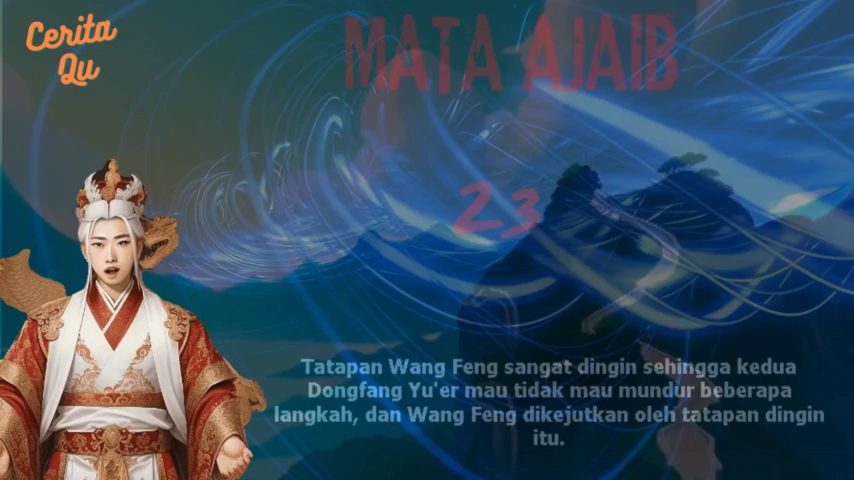 Cerita
Qu
MATA AJAIB
23
Tatapan Wang Feng sangat dingin sehingga kedua
Dongfang Yu'er mau tidak mau mundur beberapa
langkah, dan Wang Feng dikejutkan oleh tatapan dingin
itu.